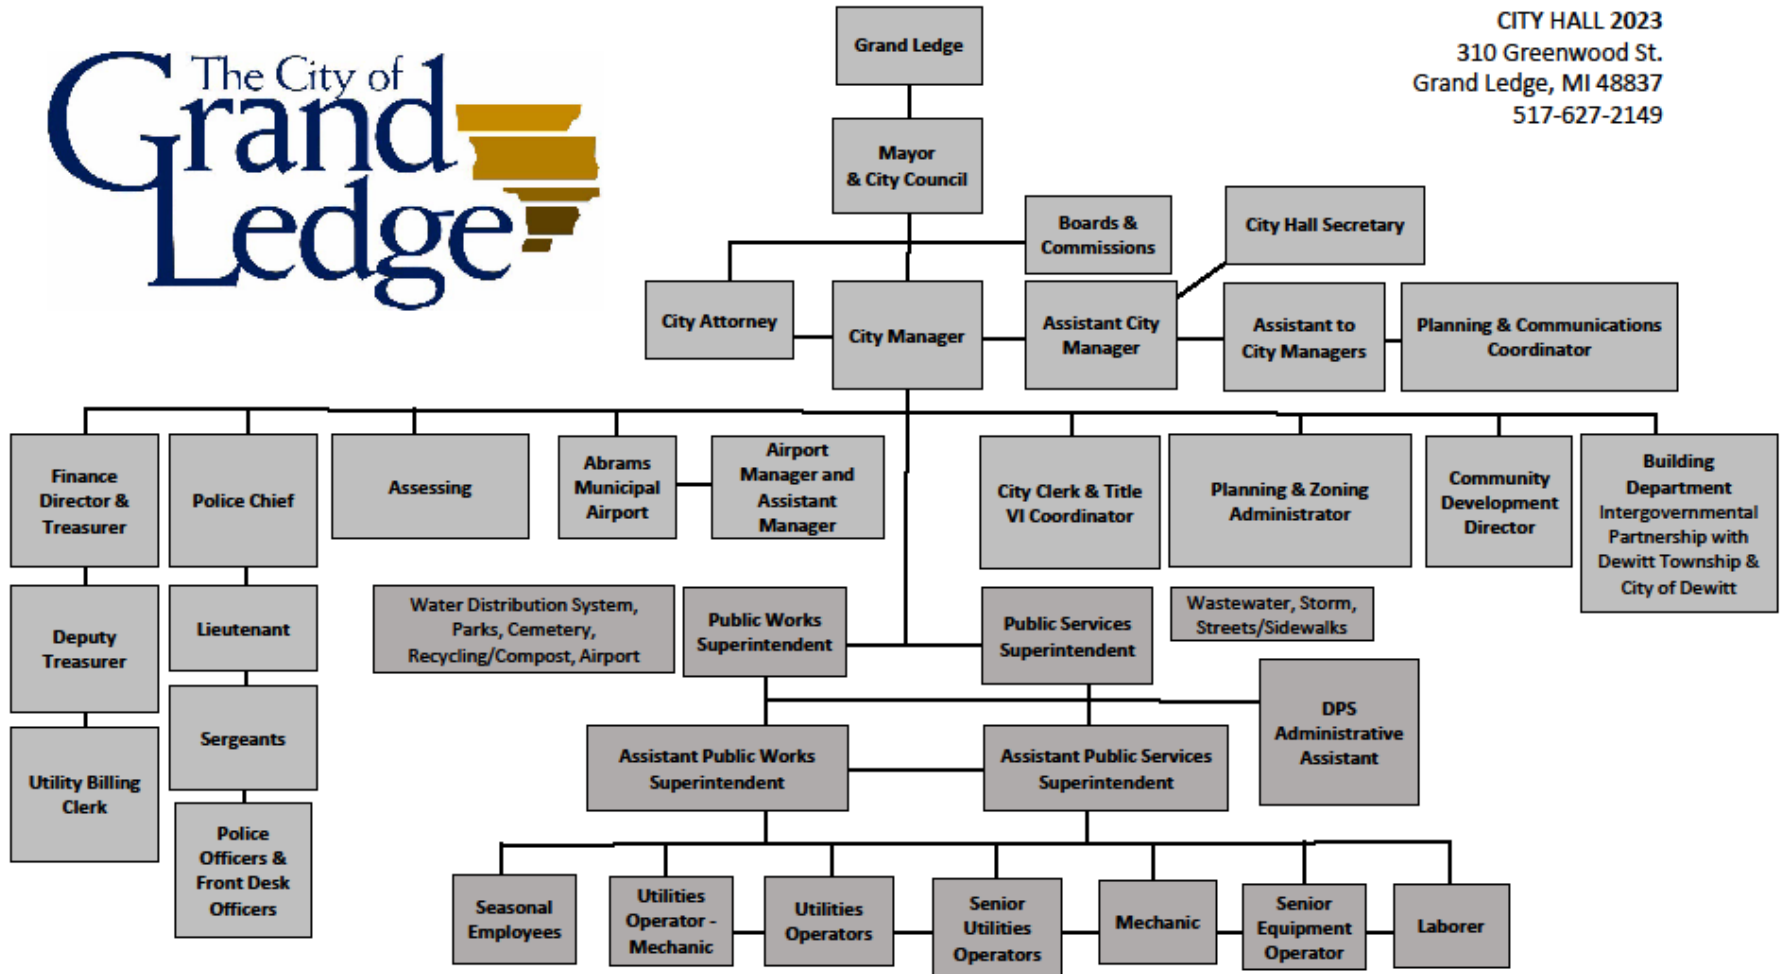 The City of
Grand
Ledge
CITY HALL 2023
310 Greenwood St.
Grand Ledge, MI 48837
517-627-2149
Grand Ledge
Mayor
& City Council
Boards &
Commissions
City Hall Secretary
City Attorney
City Manager
Assistant City
Manager
Assistant to
City Managers
Planning & Communications
Coordinator
Finance
Director &
Treasurer
Police Chief
Assessing
Abrams
Municipal
Airport
Airport
Manager and
Assistant
Manager
City Clerk & Title
VI Coordinator
Planning & Zoning
Administrator
Community
Development
Director
Building
Department
Intergovernmental
Partnership with
Dewitt Township &
City of Dewitt
Deputy
Treasurer
Lieutenant
Water Distribution System,
Parks, Cemetery,
Recycling/Compost, Airport
Public Works
Superintendent
Public Services
Superintendent
Wastewater, Storm,
Streets/Sidewalks
Utility Billing
Clerk
Sergeants
Assistant Public Works
Superintendent
Assistant Public Services
Superintendent
DPS
Administrative
Assistant
Police
Officers &
Front Desk
Officers
Seasonal
Employees
Utilities
Operator -
Mechanic
Utilities
Operators
Senior
Utilities
Operators
Mechanic
Senior
Equipment
Operator
Laborer